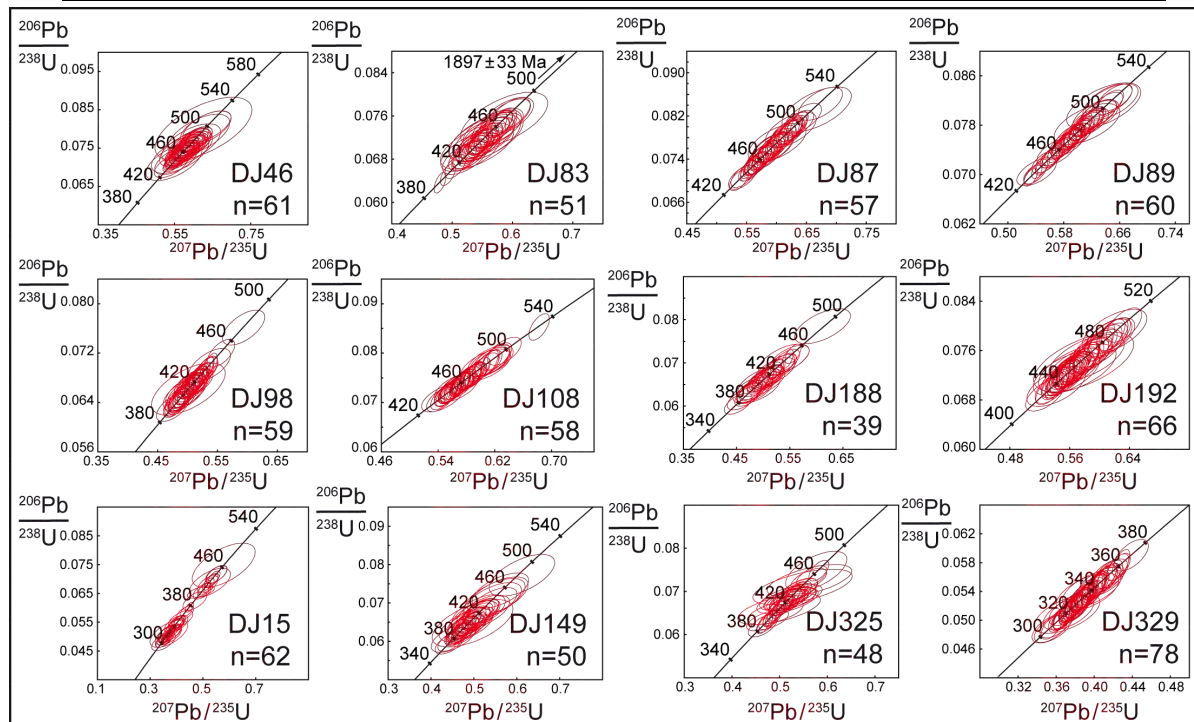 206Pb
238U
0.095
0.085
0.075
0.065
580
540
500
460
420
380
DJ46
n=61
0.35
0.55
0.75
207Pb/235U
206Pb
238U
0.084
0.076
0.068
0.060
1897±33 Ma
500
460
420
380
DJ83
n=51
0.4
0.5
0.6
0.7
207Pb/235U
206Pb
238U
0.090
0.082
0.074
0.066
540
500
460
420
DJ87
n=57
0.45
0.55
0.65
0.75
207Pb/235U
206Pb
238U
0.086
0.078
0.070
0.062
540
500
460
420
DJ89
n=60
0.50
0.58
0.66
0.74
207Pb/235U
206Pb
238U
0.080
0.072
0.064
0.056
500
460
420
380
DJ98
n=59
0.35
0.45
0.55
0.65
207Pb/235U
206Pb
238U
0.09
0.08
0.07
0.06
540
500
460
420
DJ108
n=58
0.46
0.54
0.62
0.70
207Pb/235U
206Pb
238U
0.08
0.07
0.06
500
460
420
380
340
DJ188
n=39
0.35
0.45
0.55
0.65
207Pb/235U
206Pb
238U
0.084
0.076
0.068
0.060
520
480
440
400
DJ192
n=66
0.48
0.56
0.64
207Pb/235U
206Pb
238U
0.085
0.075
0.065
0.055
0.045
540
460
380
300
DJ15
n=62
0.1
0.3
0.5
0.7
207Pb/235U
206Pb
238U
0.09
0.08
0.07
0.06
540
500
460
420
380
340
DJ149
n=50
0.3
0.4
0.5
0.6
0.7
207Pb/235U
206Pb
238U
0.08
0.07
0.06
500
460
420
380
340
DJ325
n=48
0.3
0.4
0.5
0.6
0.7
207Pb/235U
206Pb
238U
0.062
0.058
0.054
0.050
0.046
380
360
340
320
300
DJ329
n=78
0.32
0.36
0.40
0.44
0.48
207Pb/235U